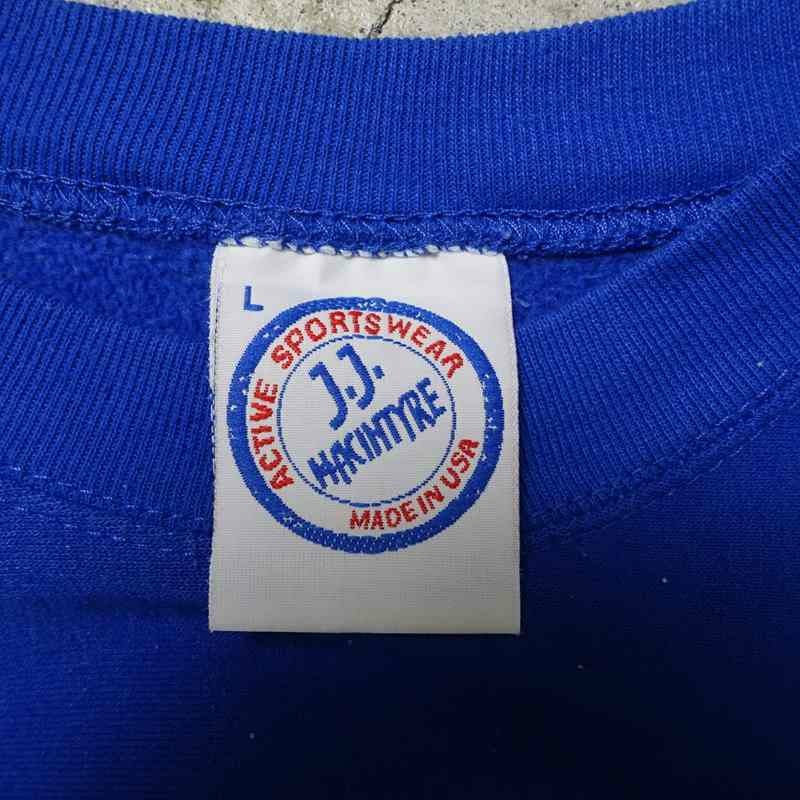 L
ACTIVE SPORTSWEAR
J.J.
MACINTYRE
MADE IN USA